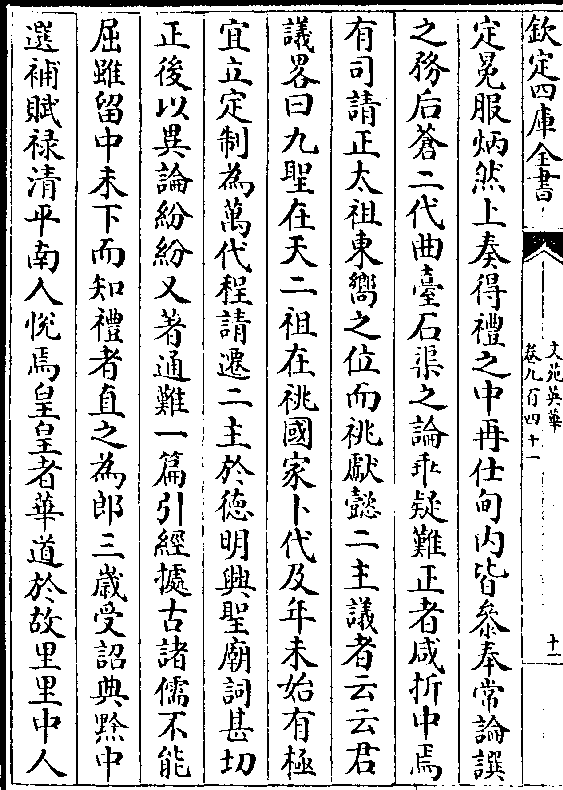 欽定四庫全書
文苑英華
卷九百四十一
十二
定冕服炳然上奏得禮之中再仕甸内皆叅奉常論譔
之務后蒼二代曲臺石渠之論乖疑難正者咸折中焉
有司請正太祖東嚮之位而祧獻懿二主議者云云君
議畧曰九聖在天二祖在祧國家卜代及年未始有極
宜立定制為萬代程請遷二主於德明興聖廟詞甚切
正後以異論紛紛又著通難一篇引經據古諸儒不能
屈雖留中未下而知禮者直之為郎三歲受詔典黔中
選補賦禄清平南人悅焉皇皇者華道於故里里中人